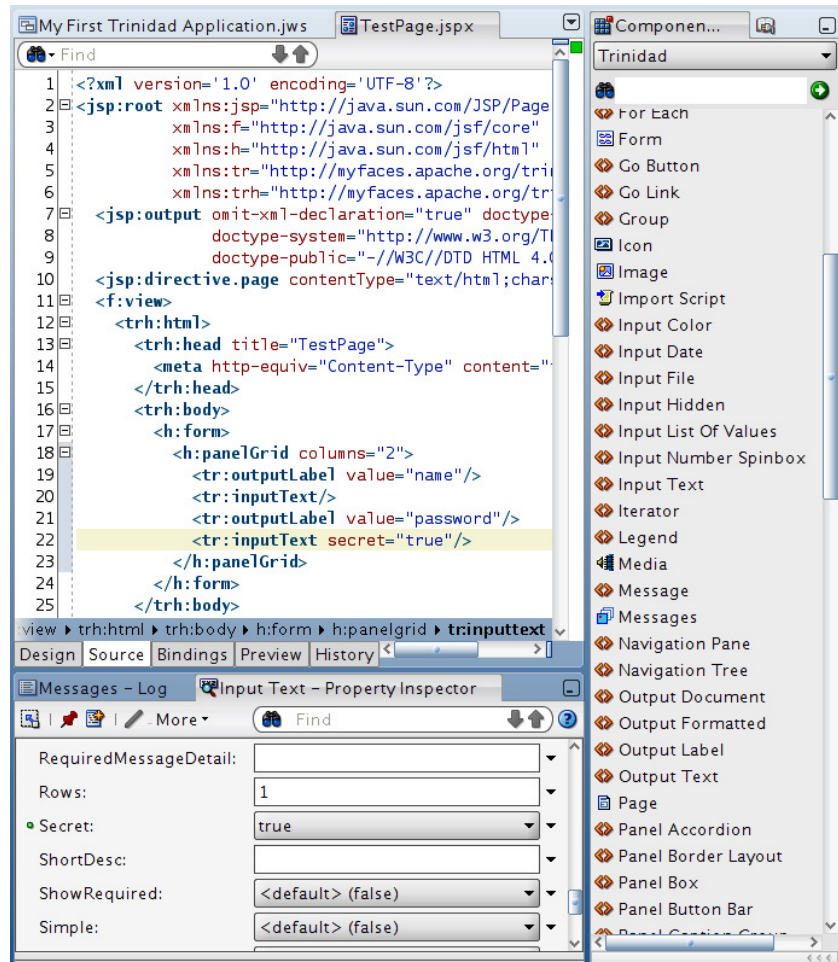 My First Trinidad Application.jws
TestPage.jspx
Find
1 <?xml version='1.0' encoding='UTF-8'?>
2 <jsp:root xmlns:jsp="http://java.sun.com/JSP/Page
3 xmlns:f="http://java.sun.com/jsf/core"
4 xmlns:h="http://java.sun.com/jsf/html"
5 xmlns:tr="http://myfaces.apache.org/tri
6 xmlns:trh="http://myfaces.apache.org/tr
7 <jsp:output omit-xml-declaration="true" doctype-
8 doctype-system="http://www.w3.org/T
9 doctype-public="-//W3C//DTD HTML 4.0
10 <jsp:directive.page contentType="text/html;chars
11 <f:view>
12 <trh:html>
13 <trh:head title="TestPage">
14 <meta http-equiv="Content-Type" content="
15 </trh:head>
16 <trh:body>
17 <h:form>
18 <h:panelGrid columns="2">
19 <tr:outputLabel value="name"/>
20 <tr:inputText/>
21 <tr:outputLabel value="password"/>
22 <tr:inputText secret="true"/>
23 </h:panelGrid>
24 </h:form>
25 </trh:body>
:view ▸ trh:html ▸ trh:body ▸ h:form ▸ h:panelgrid ▸ tr:inputtext
Design Source Bindings Preview History
Messages – Log
Input Text – Property Inspector
More
Find
RequiredMessageDetail:
Rows: 1
Secret: true
ShortDesc:
ShowRequired: <default> (false)
Simple: <default> (false)
Componen...
Trinidad
For Each
Form
Go Button
Go Link
Group
Icon
Image
Import Script
Input Color
Input Date
Input File
Input Hidden
Input List Of Values
Input Number Spinbox
Input Text
Iterator
Legend
Media
Message
Messages
Navigation Pane
Navigation Tree
Output Document
Output Formatted
Output Label
Output Text
Page
Panel Accordion
Panel Border Layout
Panel Box
Panel Button Bar
Panel Caption Group